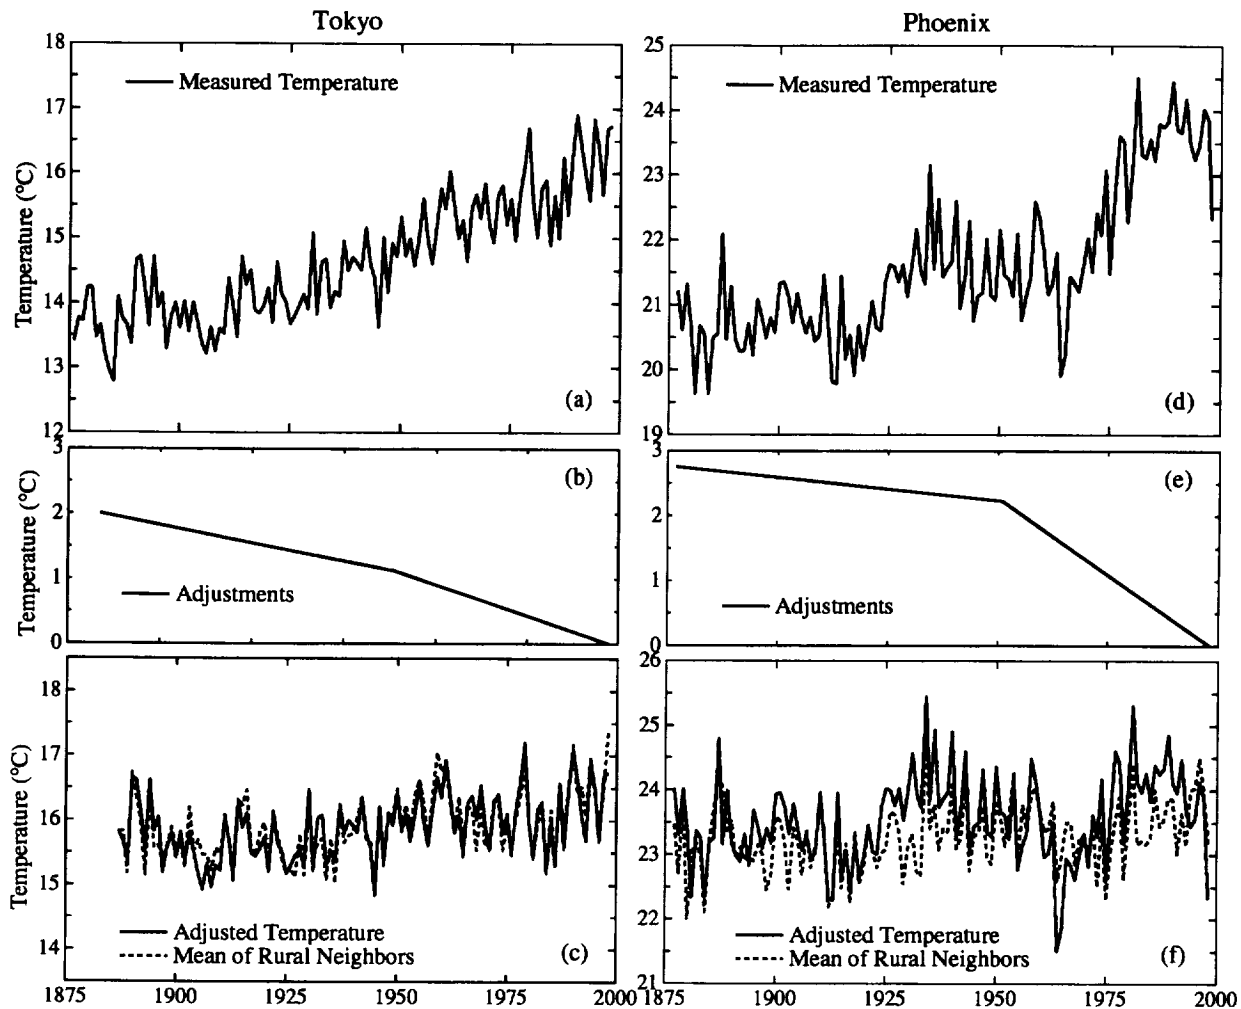 Tokyo
18
17
16
15
14
13
12
Temperature (°C)
Measured Temperature
(a)
3
2
1
0
Temperature (°C)
Adjustments
(b)
18
17
16
15
14
Temperature (°C)
Adjusted Temperature
Mean of Rural Neighbors
(c)
1875 1900 1925 1950 1975 2000
Phoenix
25
24
23
22
21
20
19
Measured Temperature
(d)
3
2
1
0
Adjustments
(e)
26
25
24
23
22
21
Adjusted Temperature
Mean of Rural Neighbors
(f)
1875 1900 1925 1950 1975 2000